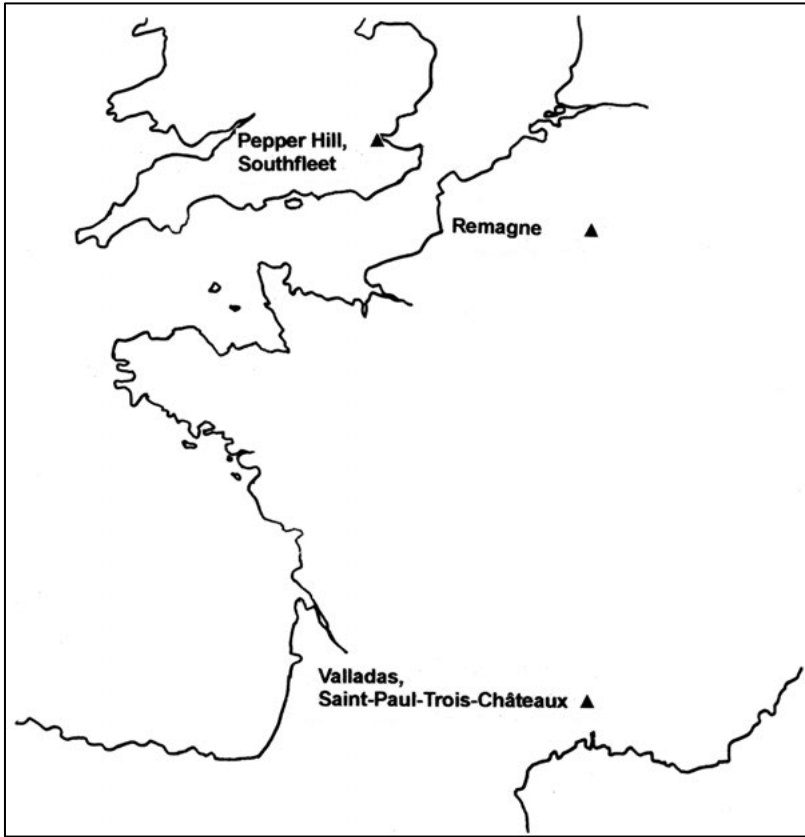 Pepper Hill,
Southfleet
Remagne
Valladas,
Saint-Paul-Trois-Châteaux